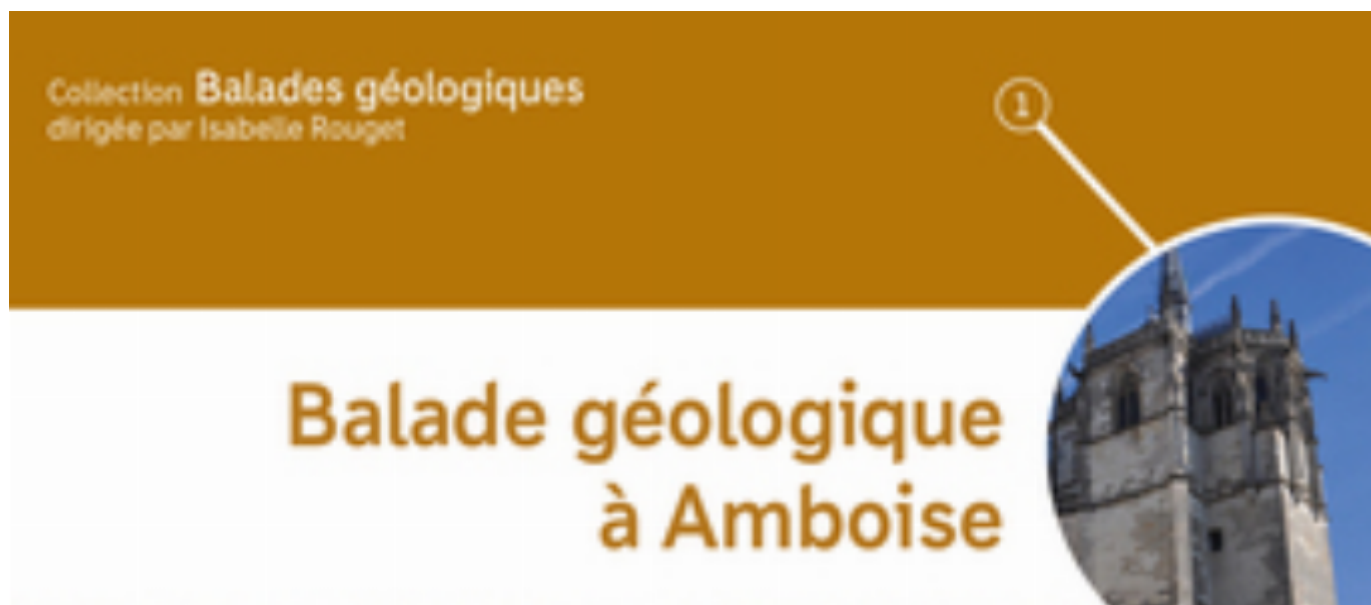 Collection Balades géologiques
dirigée par Isabelle Rouget
1
Balade géologique
à Amboise